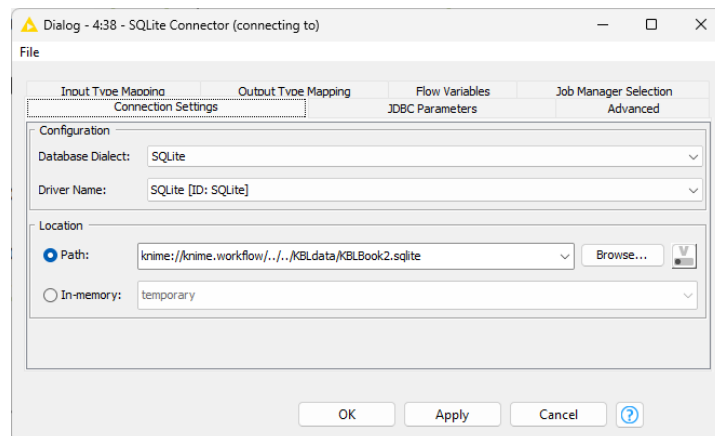 Dialog - 4:38 - SQLite Connector (connecting to)
File
Input Type Mapping Output Type Mapping Flow Variables Job Manager Selection
Connection Settings JDBC Parameters Advanced
Configuration
Database Dialect: SQLite
Driver Name: SQLite [ID: SQLite]
Location
Path: knime://knime.workflow/../../KBLdata/KBLBook2.sqlite Browse... V
In-memory: temporary
OK Apply Cancel ?